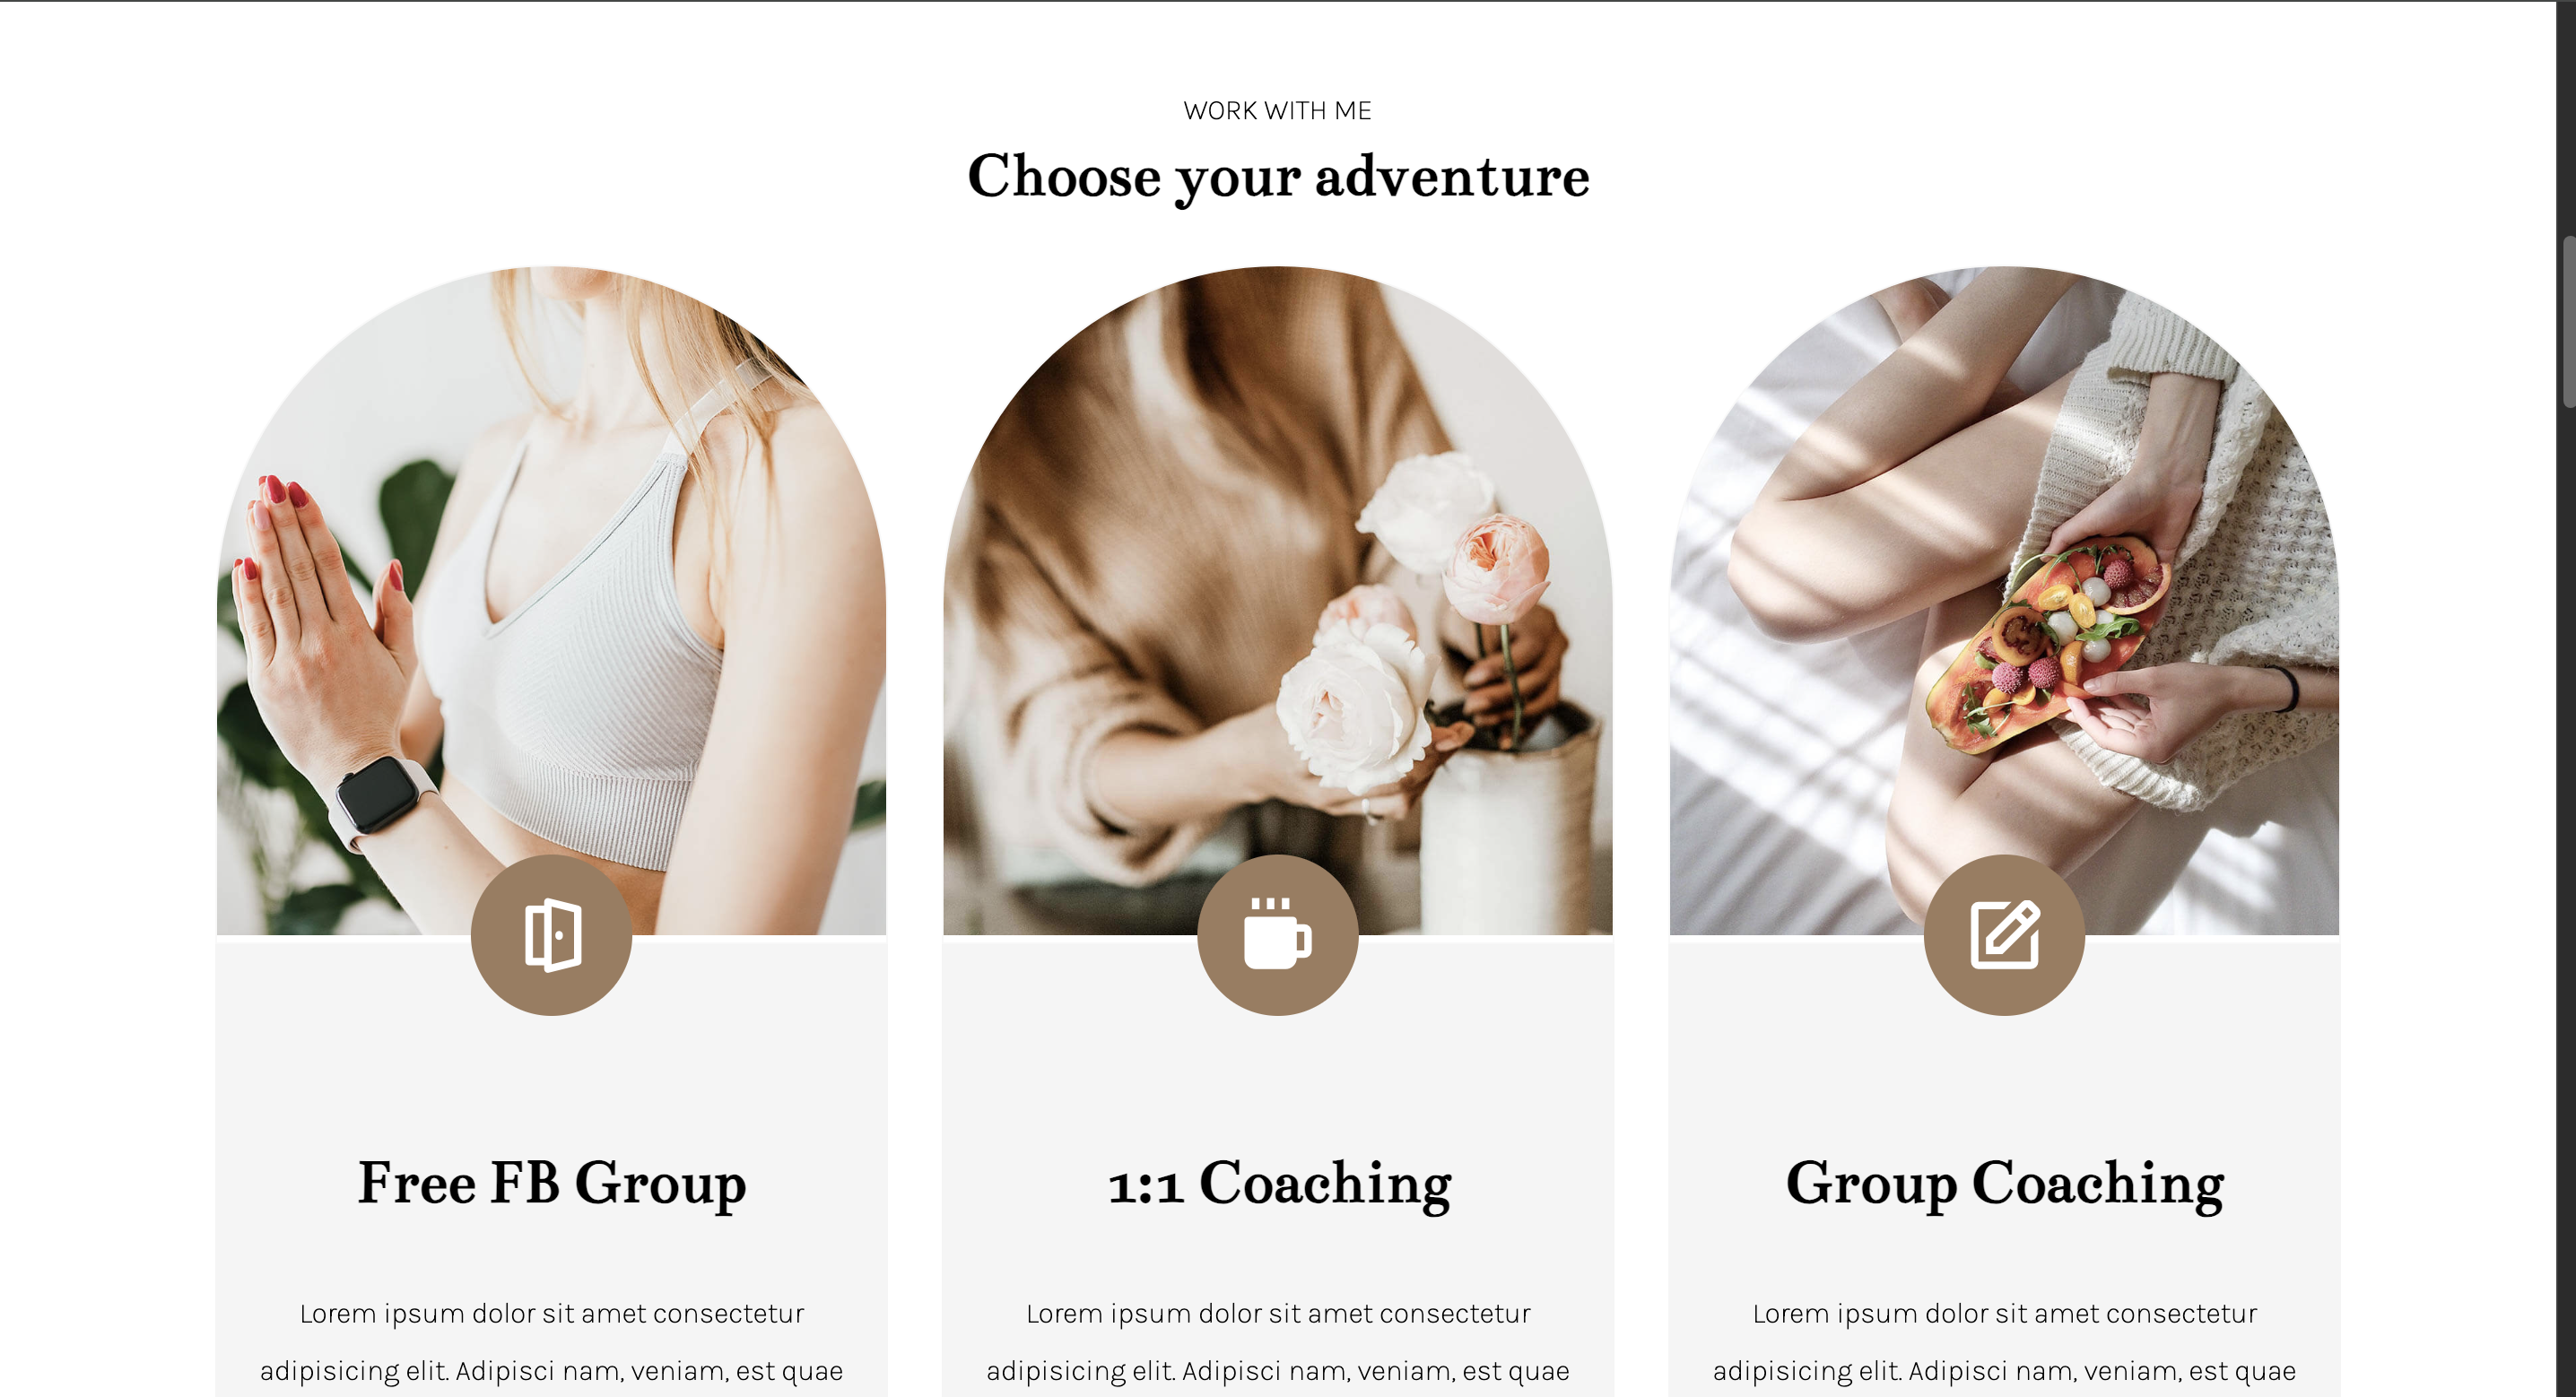 WORK WITH ME
Choose your adventure
Free FB Group
Lorem ipsum dolor sit amet consectetur
adipisicing elit. Adipisci nam, veniam, est quae
1:1 Coaching
Lorem ipsum dolor sit amet consectetur
adipisicing elit. Adipisci nam, veniam, est quae
Group Coaching
Lorem ipsum dolor sit amet consectetur
adipisicing elit. Adipisci nam, veniam, est quae